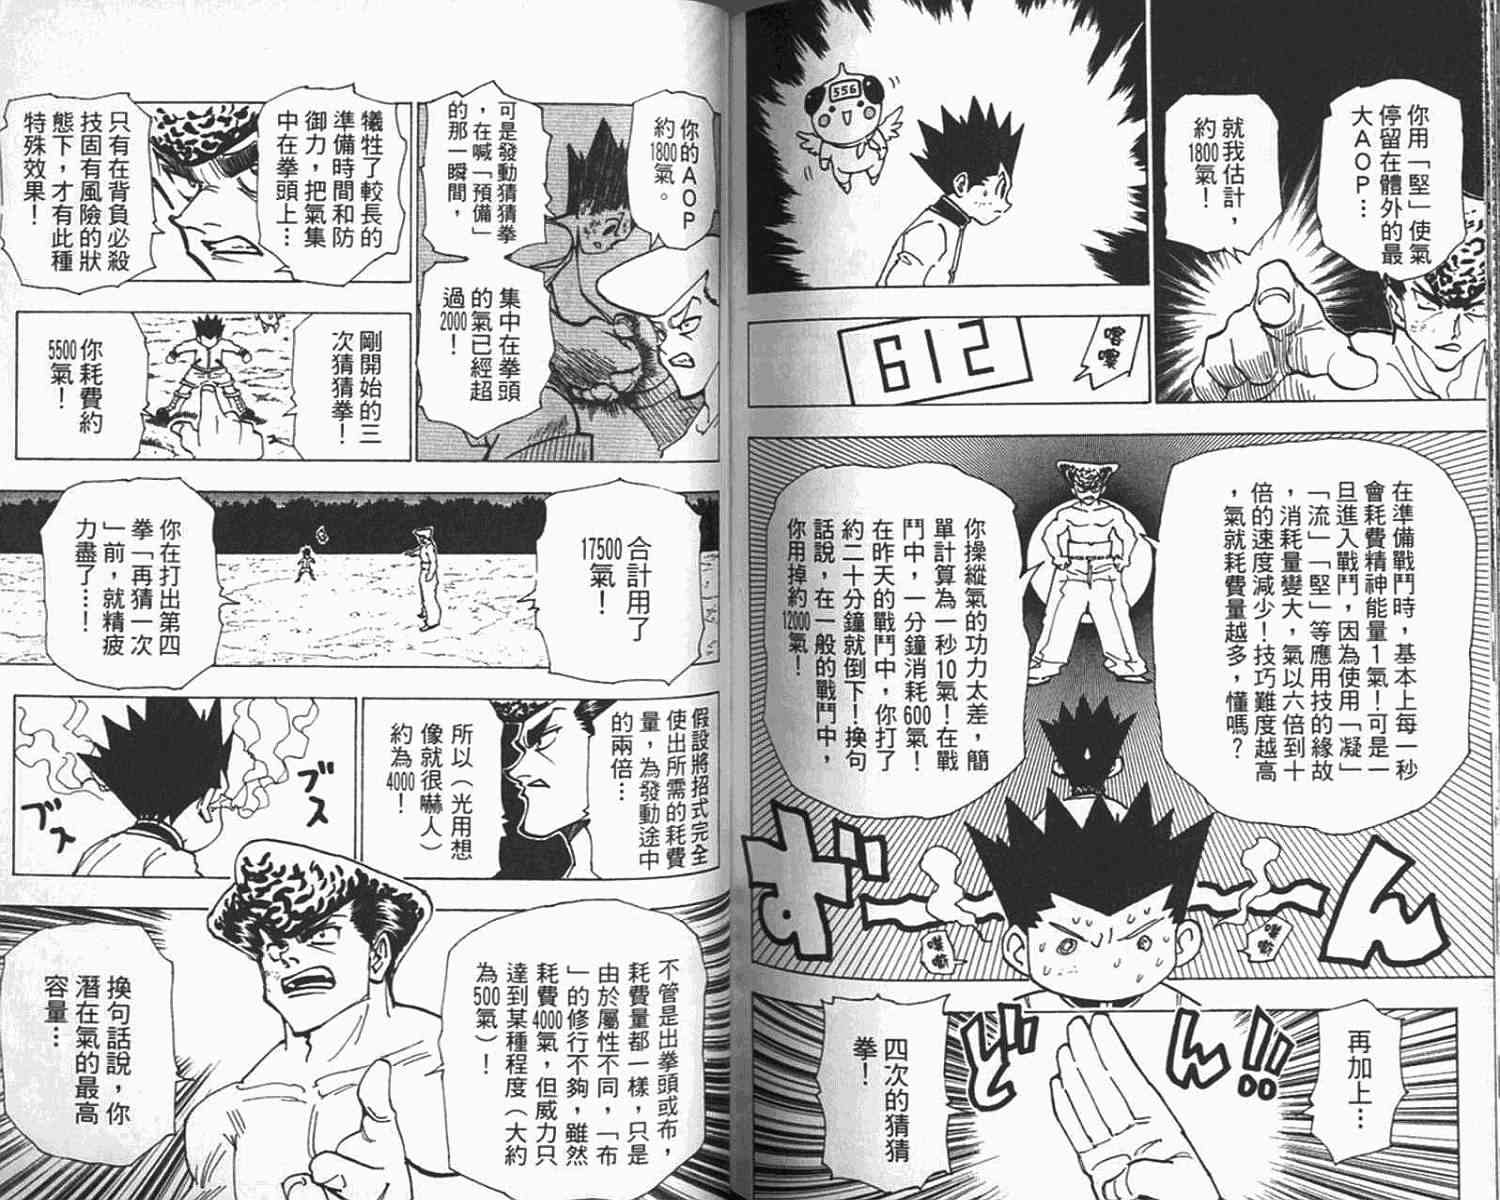 你用「堅」使氣
停留在體外的最
大AOP…
就我估計，
約1800氣！
556
嚕
嚶
612
在準備戰鬥時，基本上每一秒
會耗費精神能量1氣！可是一
旦進入戰鬥，因為使用「凝」
「流」「堅」等應用技的緣故
，消耗量變大，氣以六倍到十
倍的速度減少！技巧難度越高
，氣就耗費量越多，懂嗎？
你操縱氣的功力太差，簡
單計算為一秒10氣！在戰
鬥中，一分鐘消耗600氣！
在昨天的戰鬥中，你打了
約二十分鐘就倒下！換句
話說，在一般的戰鬥中，
你用掉約12000氣！
ずーん
再加上…
どん!!
四次的猜猜
拳！
你的AOP
約1800氣。
可是發動猜猜拳
，在喊「預備」
的那一瞬間，
集中在拳頭
的氣已經超
過2000！
犧牲了較長的
準備時間和防
御力，把氣集
中在拳頭上…
只有在背負必殺
技固有風險的狀
態下，才有此種
特殊效果！
剛開始的三
次猜猜拳！
你耗費約
5500氣！
合計用了
17500氣！
你在打出第四
拳「再猜一次
」前，就精疲
力盡了……！
假設將招式完全
使出所需的耗費
量，為發動途中
的兩倍…
所以（光用想
像就很嚇人）
約為4000！
ブス
ブス
不管是出拳頭或布，
耗費量都一樣，只是
由於屬性不同，「布
」的修行不夠，雖然
耗費4000氣，但威力只
達到某種程度（大約
為500氣）！
換句話說，你
潛在氣的最高
容量…